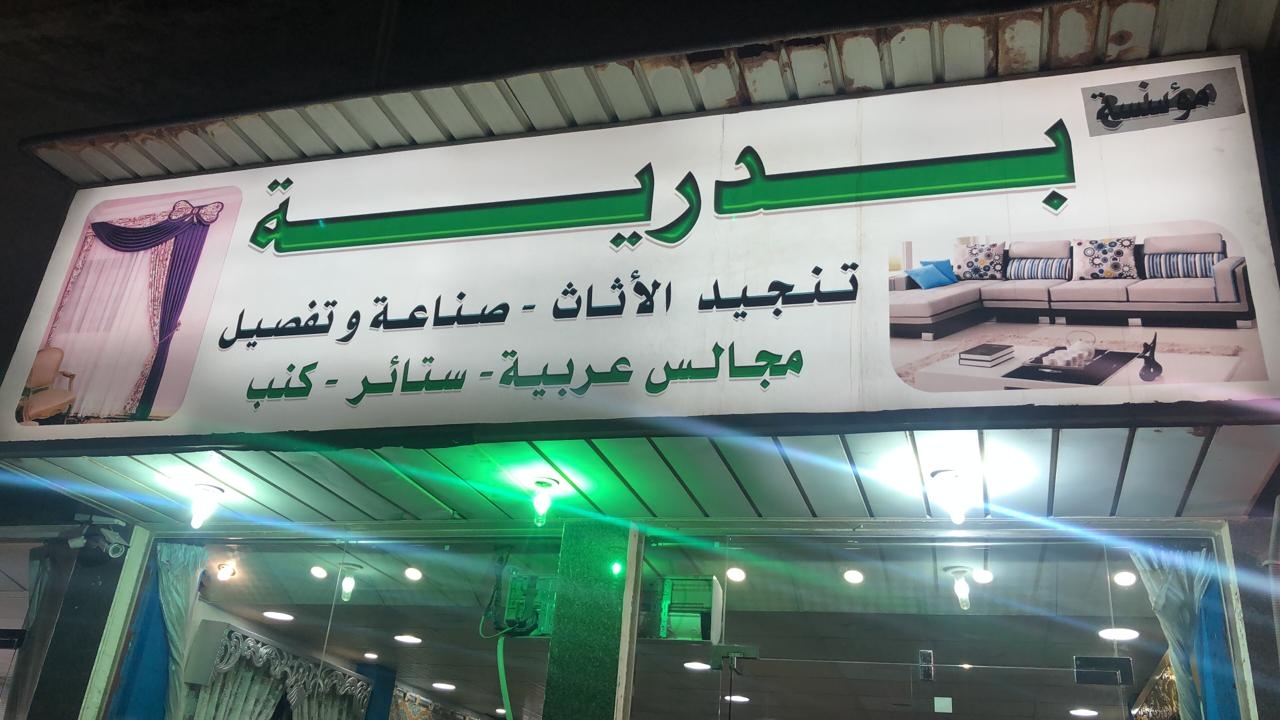 مؤسسة
بدرية
تنجيد الأثاث - صناعة وتفصيل
مجالس عربية - ستائر - كنب